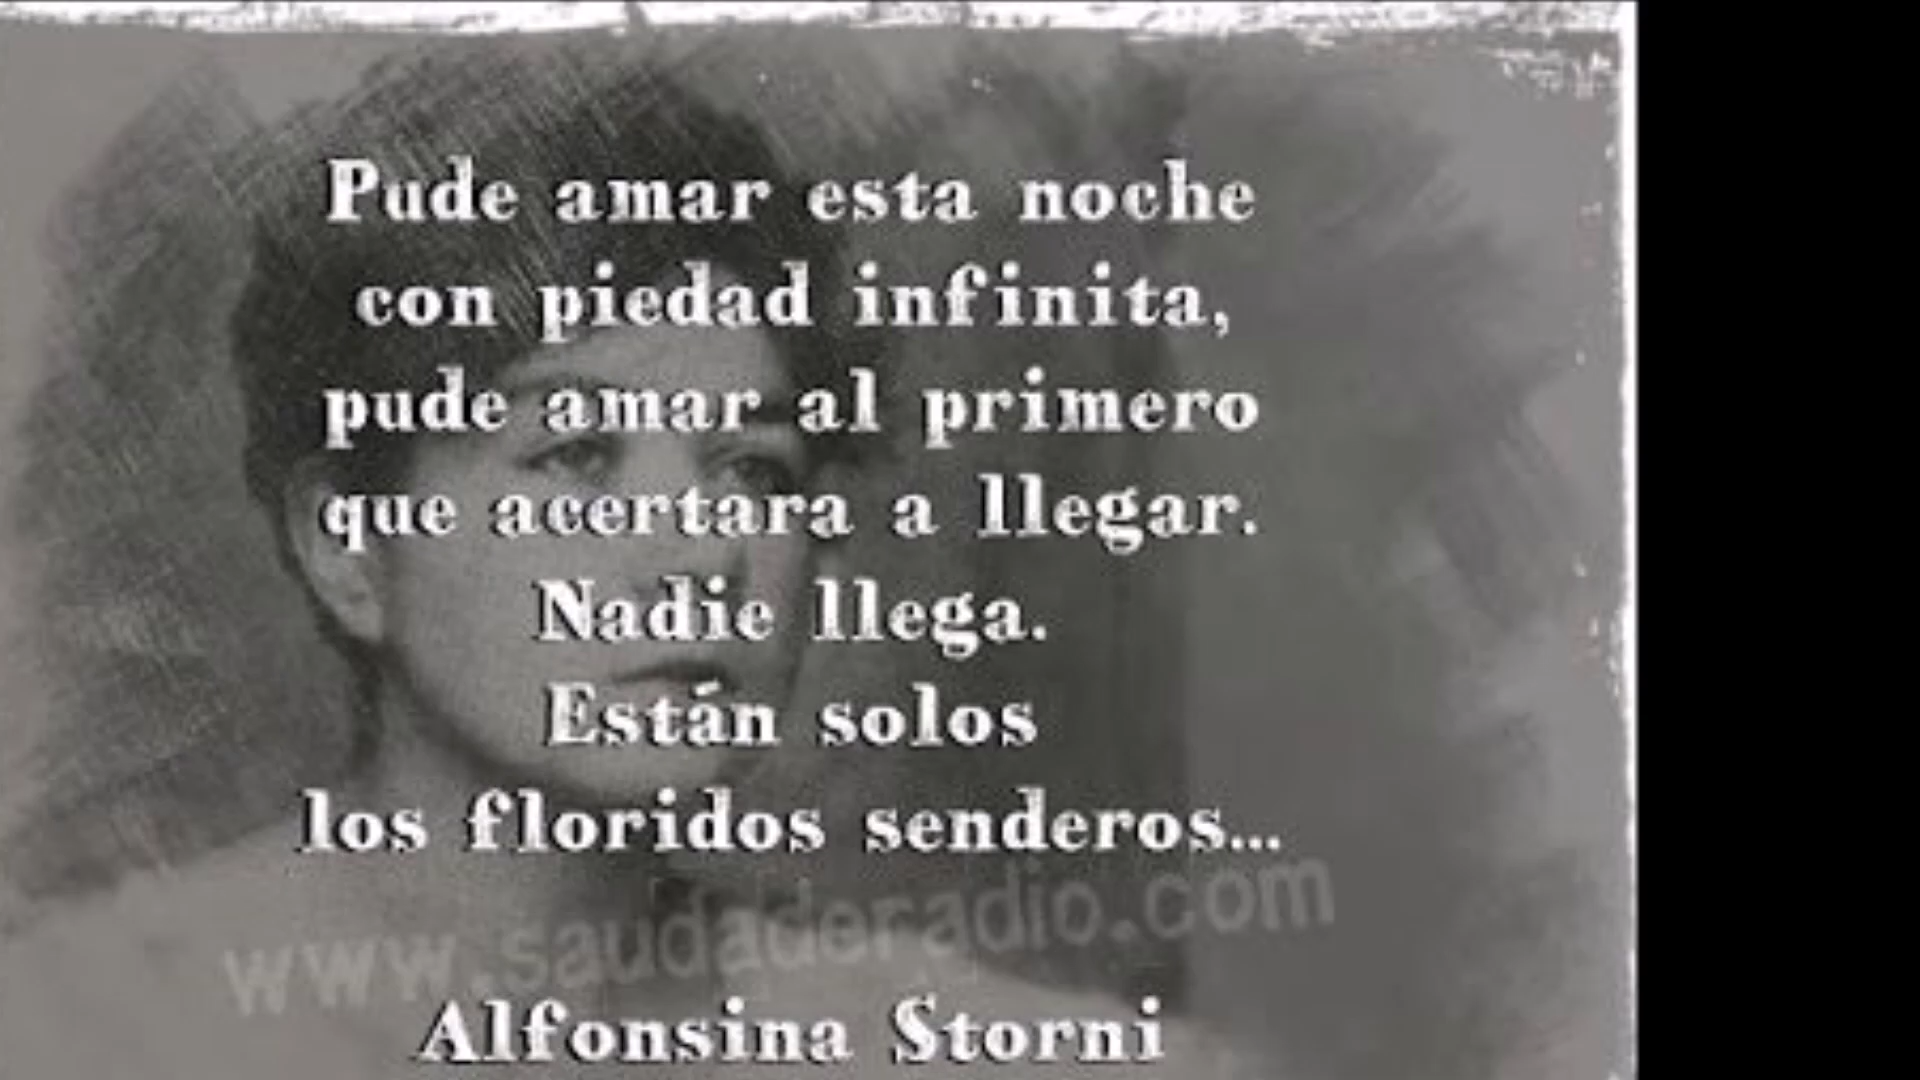 Pude amar esta noche
con piedad infinita,
pude amar al primero
que acertara a llegar.
Nadie llega.
Están solos
los floridos senderos...
www.saudaderadio.com
Alfonsina Storni